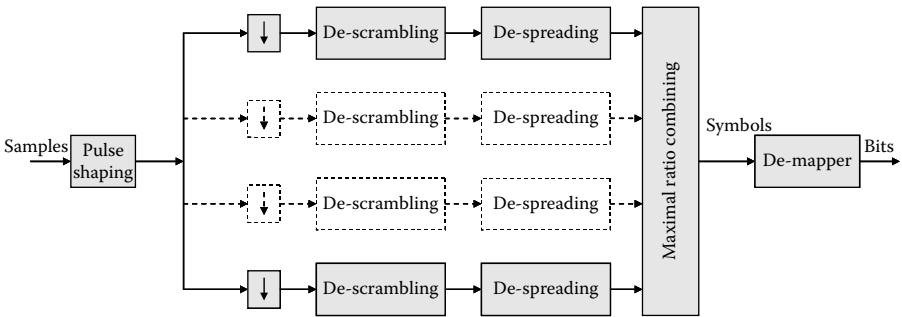 De-scrambling
De-spreading
De-scrambling
De-spreading
Samples
Pulse
shaping
Maximal ratio combining
Symbols
De-mapper
Bits
De-scrambling
De-spreading
De-scrambling
De-spreading